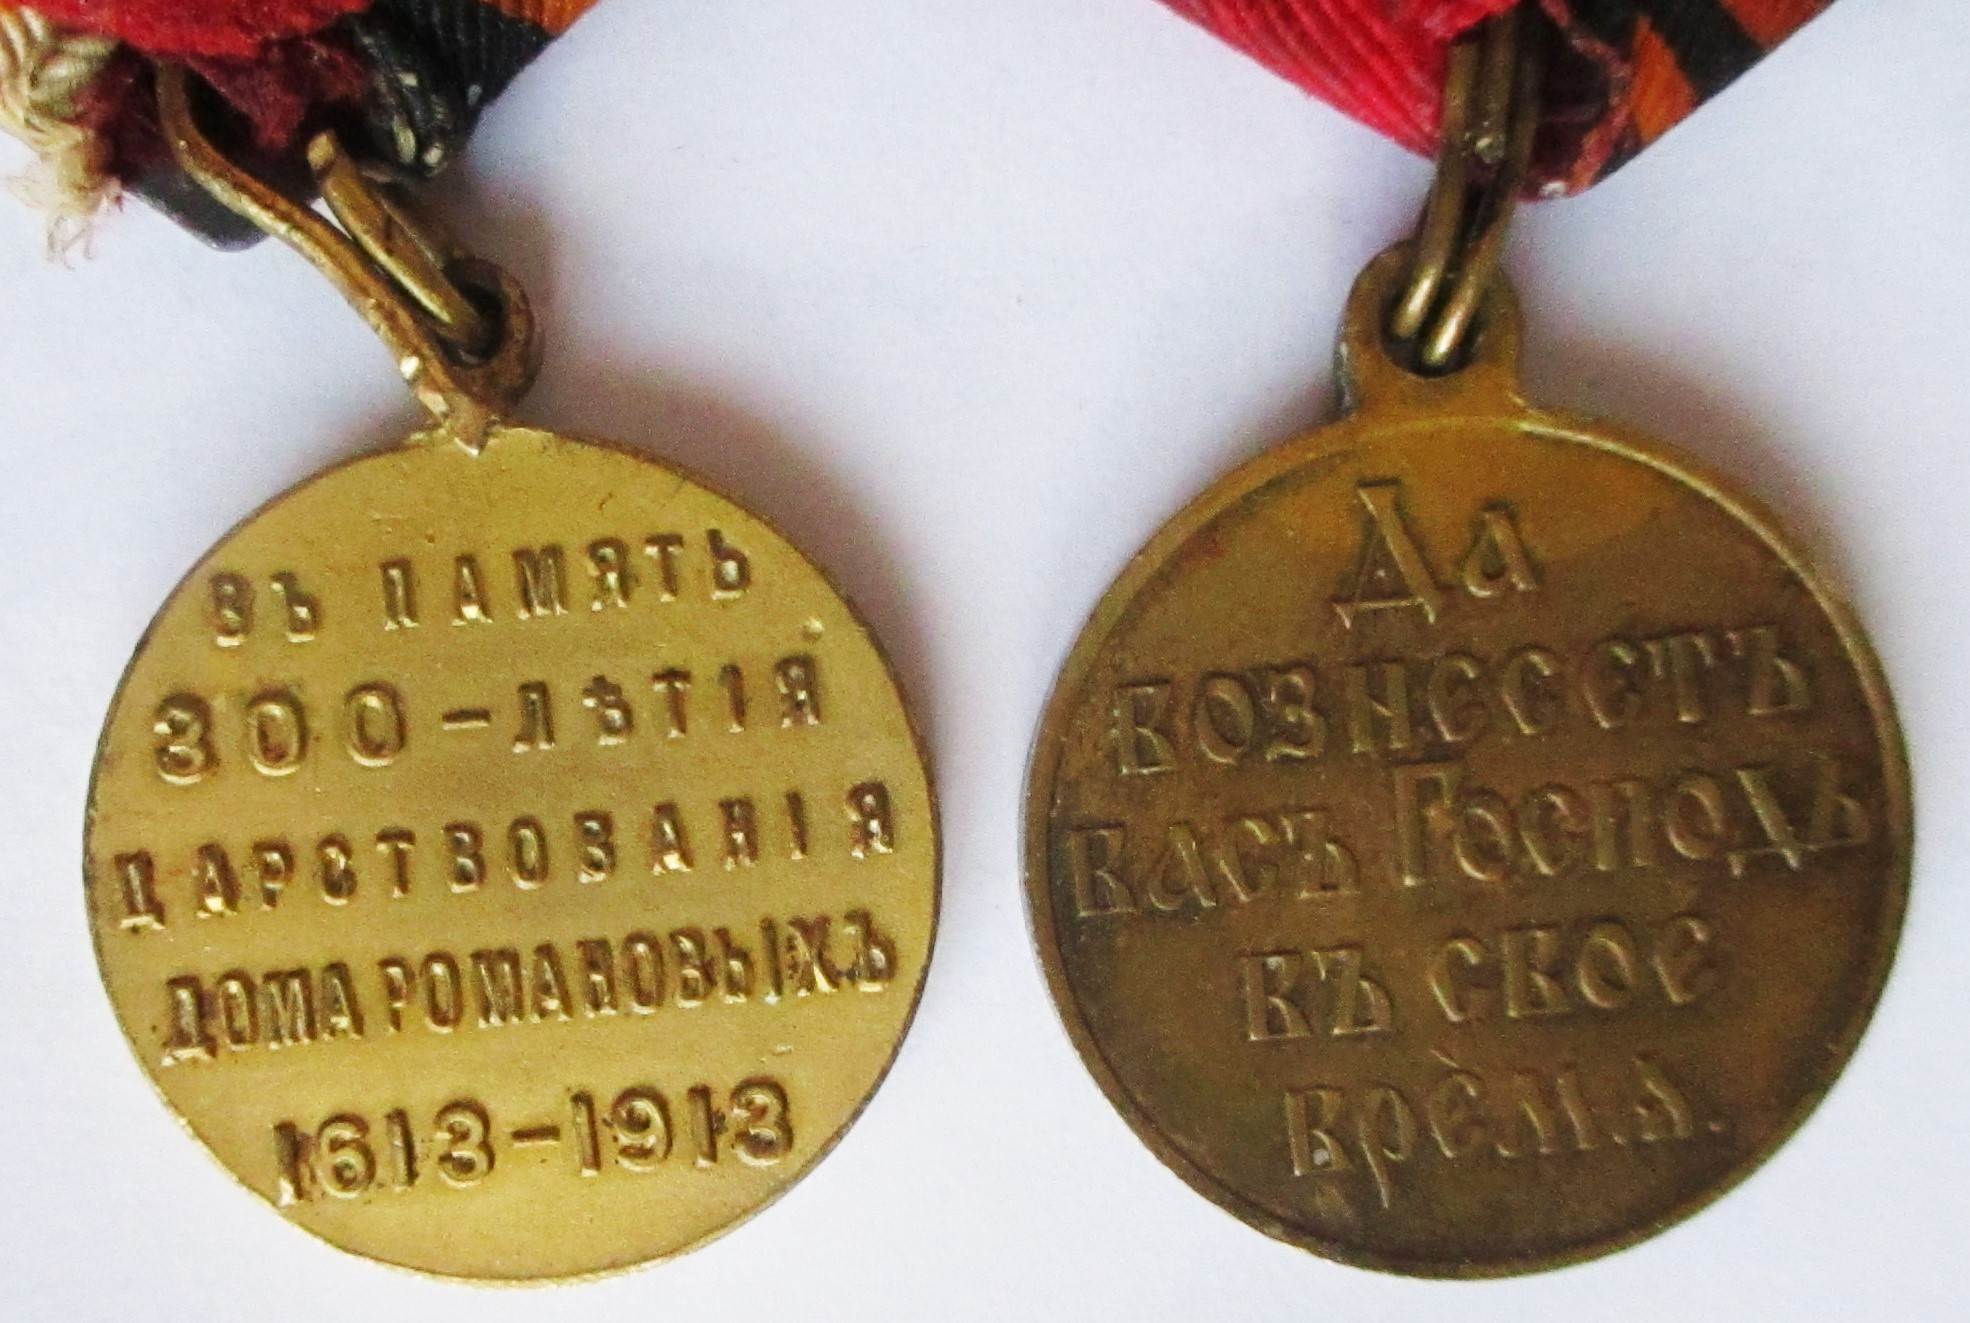 ВЪ ПАМЯТЬ
300-ЛѢТІЯ
ЦАРСТВОВАНІЯ
ДОМА РОМАНОВЫХЪ
1613-1913
Да
вознесетъ
васъ Господь
въ свое
время.